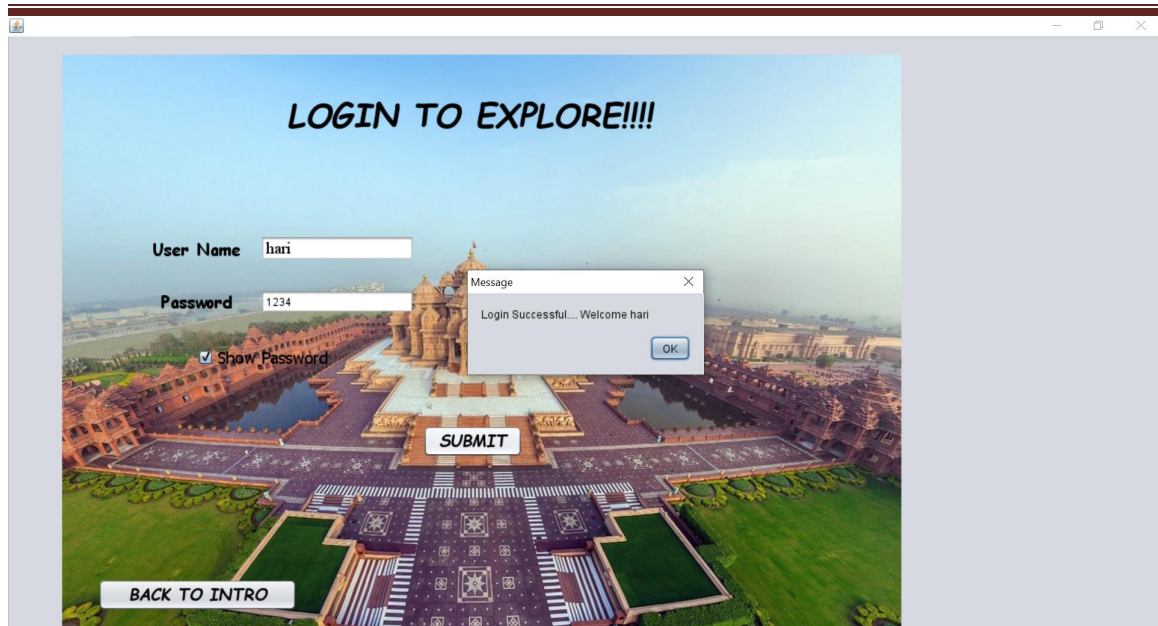 LOGIN TO EXPLORE!!!!
User Name hari
Password 1234
Show Password
Message
Login Successful.... Welcome hari
OK
SUBMIT
BACK TO INTRO